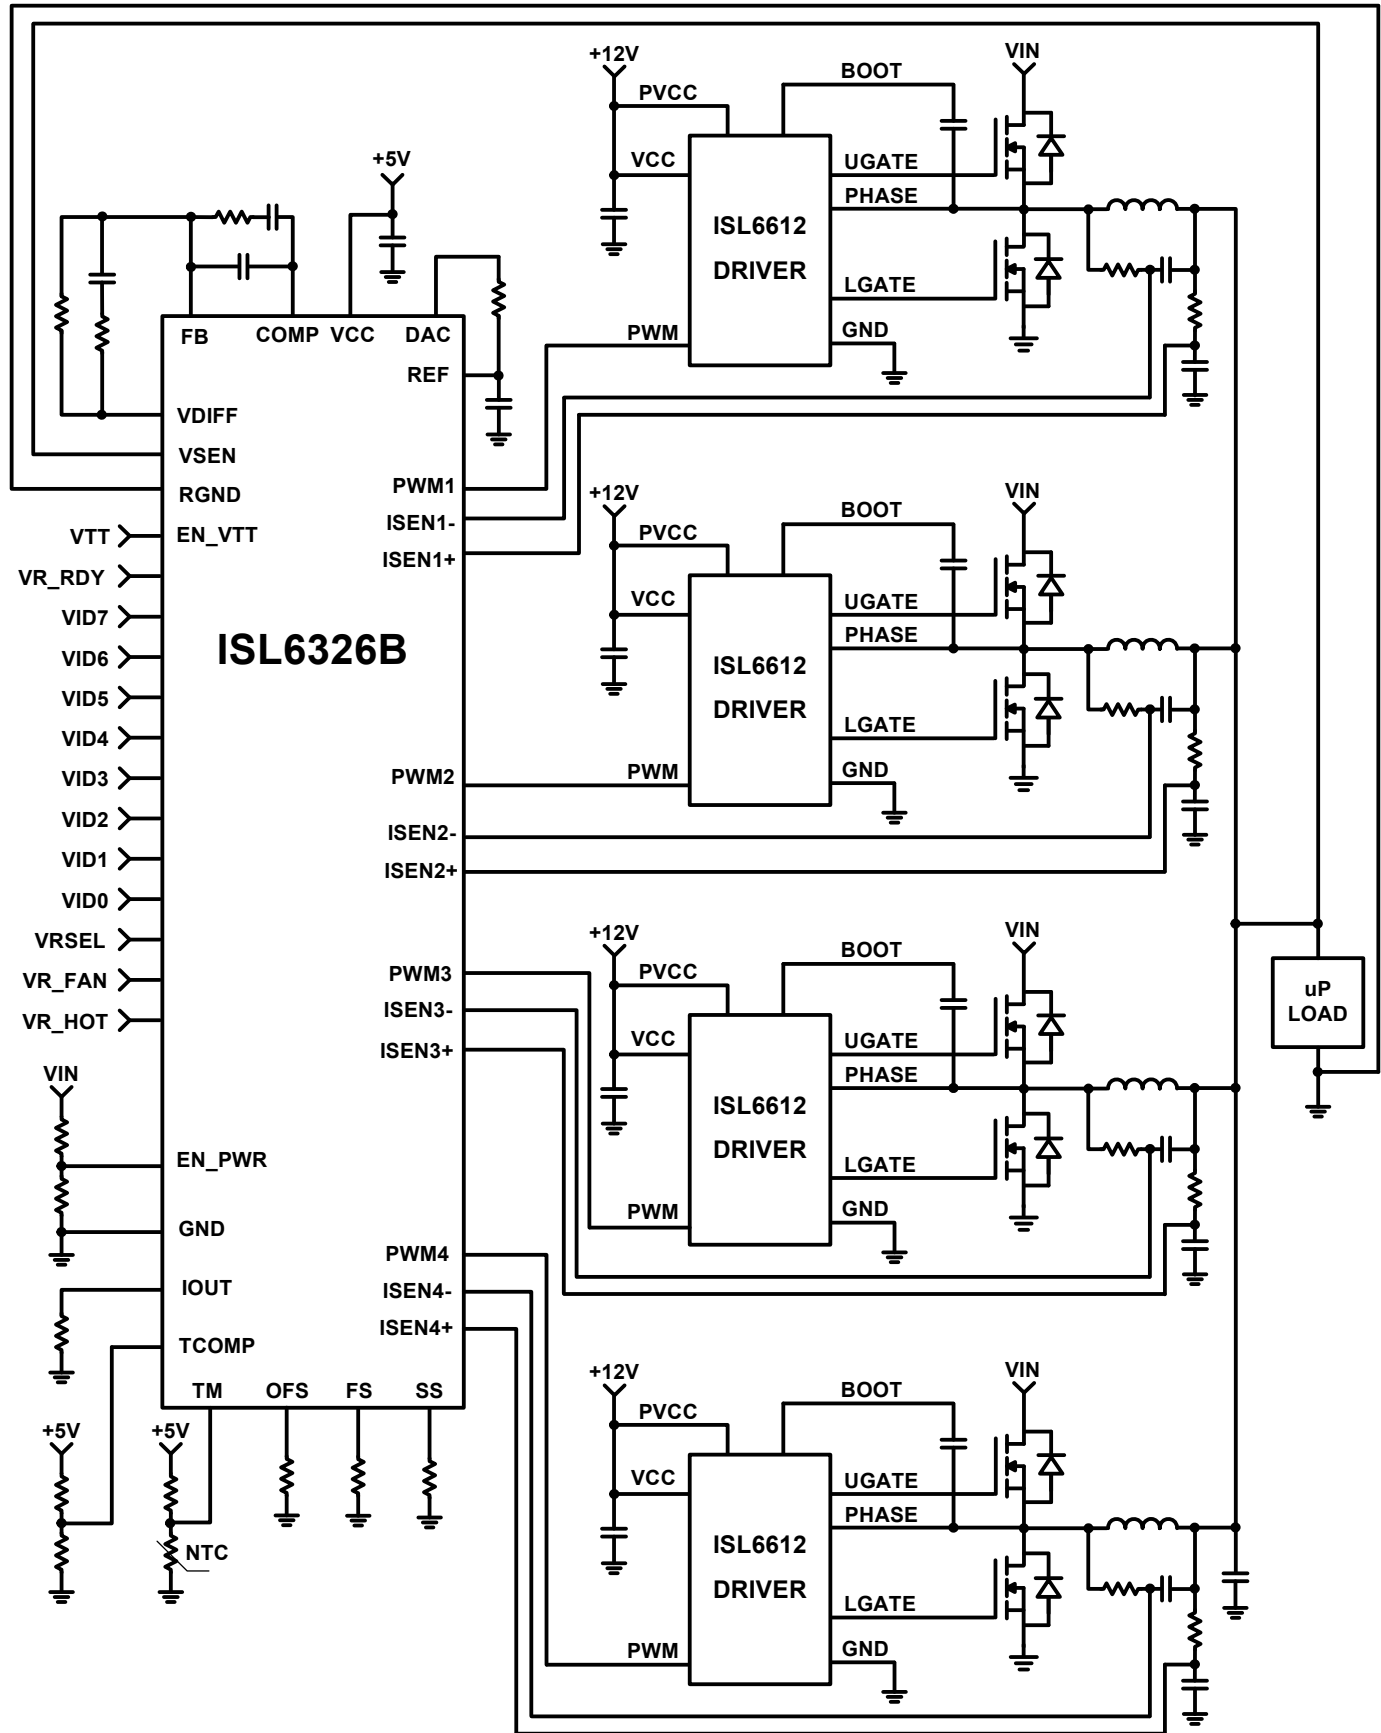 +12V
VIN
BOOT
PVCC
+5V
VCC
UGATE
PHASE
ISL6612
DRIVER
LGATE
GND
PWM
FB
COMP
VCC
DAC
REF
VDIFF
VSEN
RGND
PWM1
ISEN1-
ISEN1+
VTT
EN_VTT
VR_RDY
VID7
VID6
VID5
VID4
VID3
VID2
VID1
VID0
VRSEL
VR_FAN
VR_HOT
ISL6326B
+12V
VIN
BOOT
PVCC
VCC
UGATE
PHASE
ISL6612
DRIVER
LGATE
GND
PWM
PWM2
ISEN2-
ISEN2+
+12V
VIN
BOOT
PVCC
VCC
UGATE
PHASE
ISL6612
DRIVER
LGATE
GND
PWM
PWM3
ISEN3-
ISEN3+
uP
LOAD
VIN
EN_PWR
GND
IOUT
TCOMP
PWM4
ISEN4-
ISEN4+
TM
OFS
FS
SS
+5V
+5V
NTC
+12V
VIN
BOOT
PVCC
VCC
UGATE
PHASE
ISL6612
DRIVER
LGATE
GND
PWM